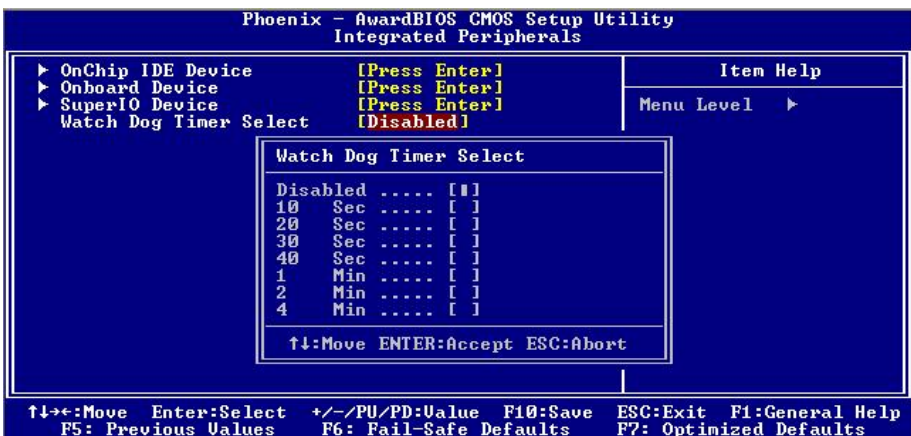 Phoenix - AwardBIOS CMOS Setup Utility
Integrated Peripherals
▶ OnChip IDE Device [Press Enter]
▶ Onboard Device [Press Enter]
▶ SuperIO Device [Press Enter]
Watch Dog Timer Select [Disabled]
Item Help
Menu Level ▶
Watch Dog Timer Select
Disabled ..... [▮]
10 Sec ..... [ ]
20 Sec ..... [ ]
30 Sec ..... [ ]
40 Sec ..... [ ]
1 Min ..... [ ]
2 Min ..... [ ]
4 Min ..... [ ]
↑↓:Move ENTER:Accept ESC:Abort
↑↓→←:Move Enter:Select +/-/PU/PD:Value F10:Save ESC:Exit F1:General Help
F5: Previous Values F6: Fail-Safe Defaults F7: Optimized Defaults